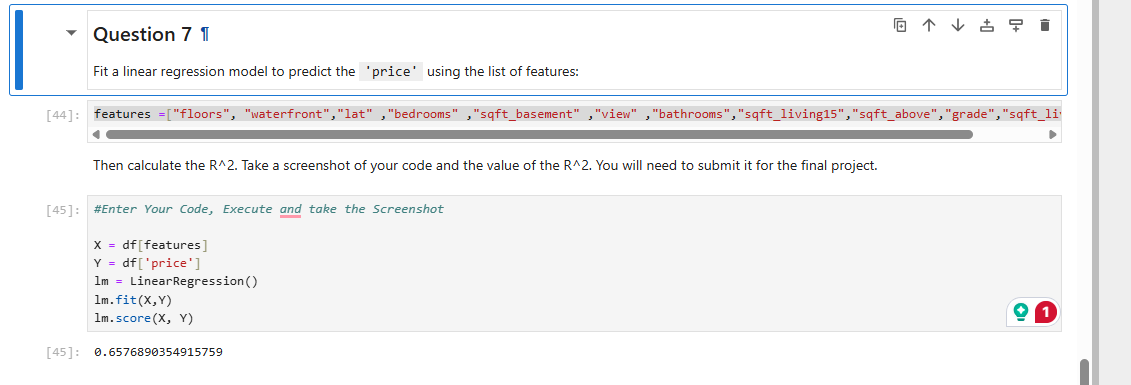 Question 7 ¶
Fit a linear regression model to predict the 'price' using the list of features:
[44]: features =["floors", "waterfront","lat" ,"bedrooms" ,"sqft_basement" ,"view" ,"bathrooms","sqft_living15","sqft_above","grade","sqft_li
Then calculate the R^2. Take a screenshot of your code and the value of the R^2. You will need to submit it for the final project.
[45]: #Enter Your Code, Execute and take the Screenshot
X = df[features]
Y = df['price']
lm = LinearRegression()
lm.fit(X,Y)
lm.score(X, Y)
1
[45]: 0.6576890354915759